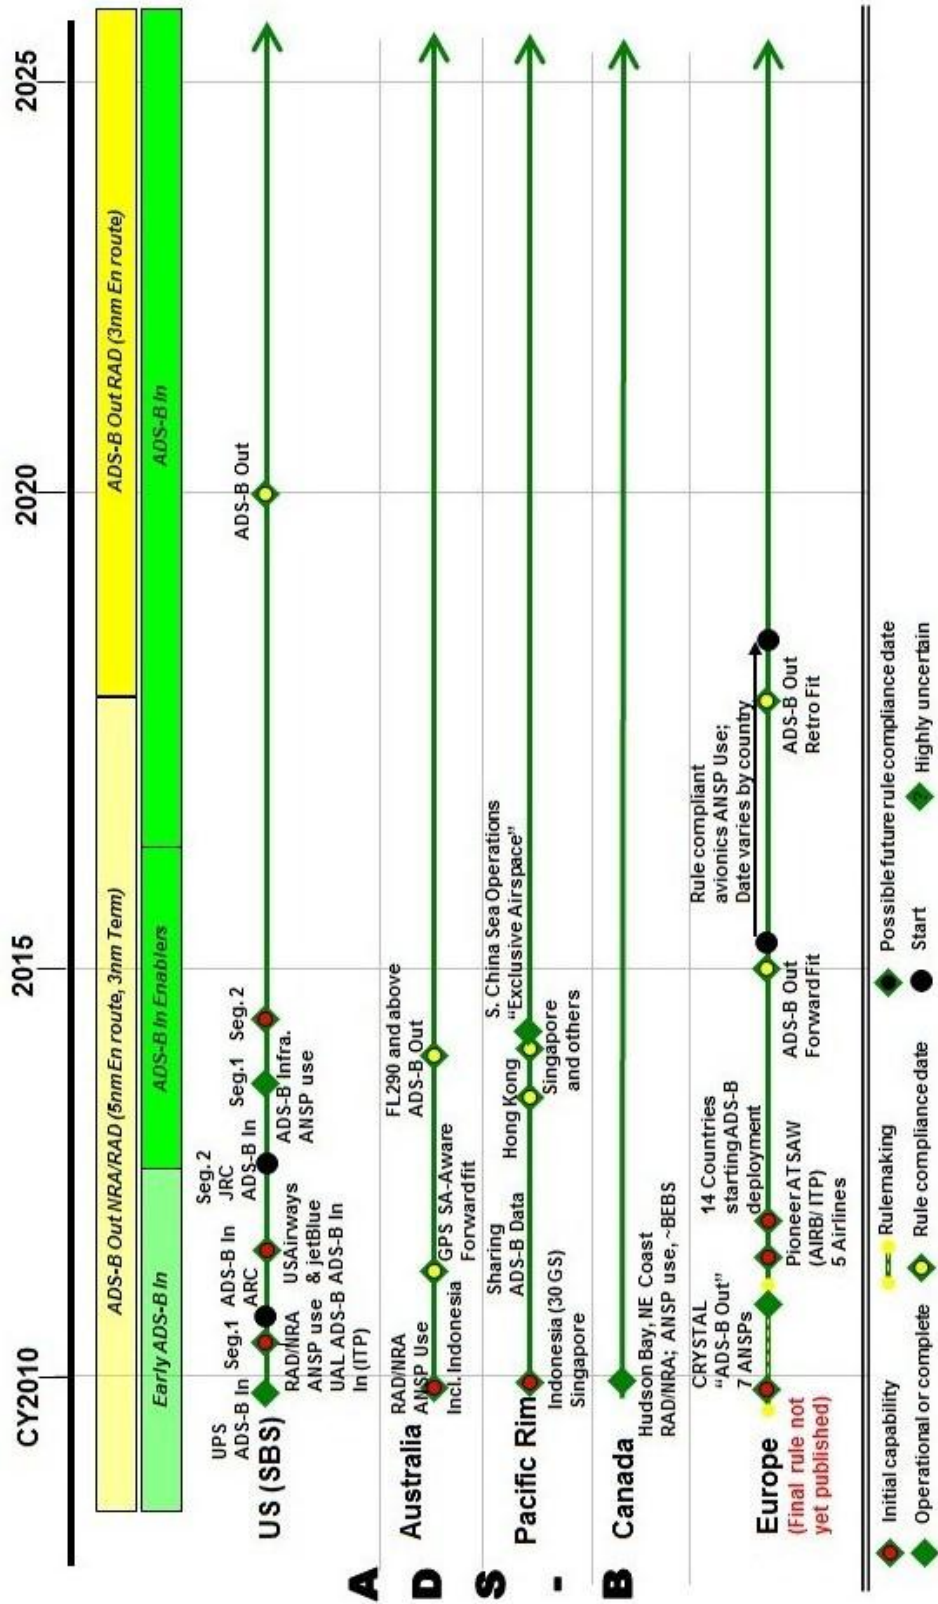 CY2010
2015
2020
2025
ADS-B Out NRA/RAD (5nm En route, 3nm Term)
ADS-B Out RAD (3nm En route)
Early ADS-B In
ADS-B In Enablers
ADS-B In
A
D
S
-
B
US (SBS)
UPS
ADS-B In
Seg.1
RAD/NRA
ANSP use
UAL ADS-B
In (ITP)
ADS-B In
ARC
USAirways
& jetBlue
ADS-B In
Seg. 2
JRC
ADS-B In
Seg.1
ADS-B Infra.
ANSP use
Seg. 2
ADS-B Out
Australia
RAD/NRA
ANSP Use
Incl. Indonesia
GPS SA-Aware
Forward fit
FL290 and above
ADS-B Out
Pacific Rim
Indonesia (30 GS)
Singapore
Sharing
ADS-B Data
Hong Kong
Singapore
and others
S. China Sea Operations
“Exclusive Airspace”
Canada
Hudson Bay, NE Coast
RAD/NRA; ANSP use, ~BEBS
Europe
(Final rule not
yet published)
CRYSTAL
“ADS-B Out”
7 ANSPs
14 Countries
starting ADS-B
deployment
Pioneer ATSAW
(AIRB/ ITP)
5 Airlines
ADS-B Out
Forward Fit
Rule compliant
avionics ANSP Use;
Date varies by country
ADS-B Out
Retro Fit
Initial capability
Rulemaking
Possible future rule compliance date
Operational or complete
Rule compliance date
Start
? Highly uncertain